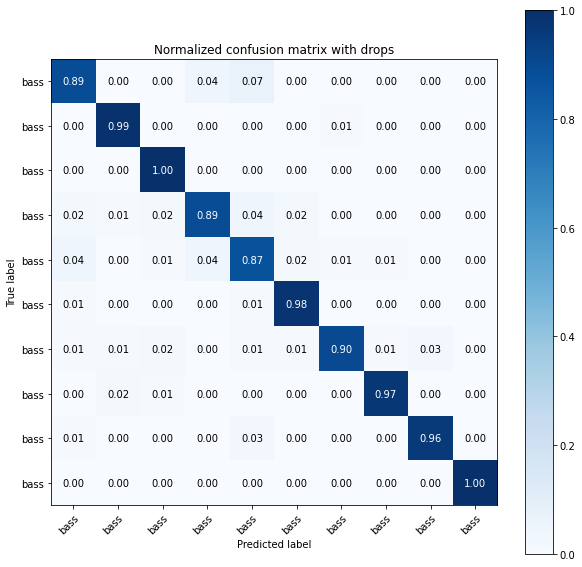 Normalized confusion matrix with drops
1.0
bass 0.89 0.00 0.00 0.04 0.07 0.00 0.00 0.00 0.00 0.00
bass 0.00 0.99 0.00 0.00 0.00 0.00 0.01 0.00 0.00 0.00
0.8
bass 0.00 0.00 1.00 0.00 0.00 0.00 0.00 0.00 0.00 0.00
bass 0.02 0.01 0.02 0.89 0.04 0.02 0.00 0.00 0.00 0.00
0.6
bass 0.04 0.00 0.01 0.04 0.87 0.02 0.01 0.01 0.00 0.00
True label
bass 0.01 0.00 0.00 0.00 0.01 0.98 0.00 0.00 0.00 0.00
0.4
bass 0.01 0.01 0.02 0.00 0.01 0.01 0.90 0.01 0.03 0.00
bass 0.00 0.02 0.01 0.00 0.00 0.00 0.00 0.97 0.00 0.00
bass 0.01 0.00 0.00 0.00 0.03 0.00 0.00 0.00 0.96 0.00
0.2
bass 0.00 0.00 0.00 0.00 0.00 0.00 0.00 0.00 0.00 1.00
bass bass bass bass bass bass bass bass bass bass
Predicted label
0.0